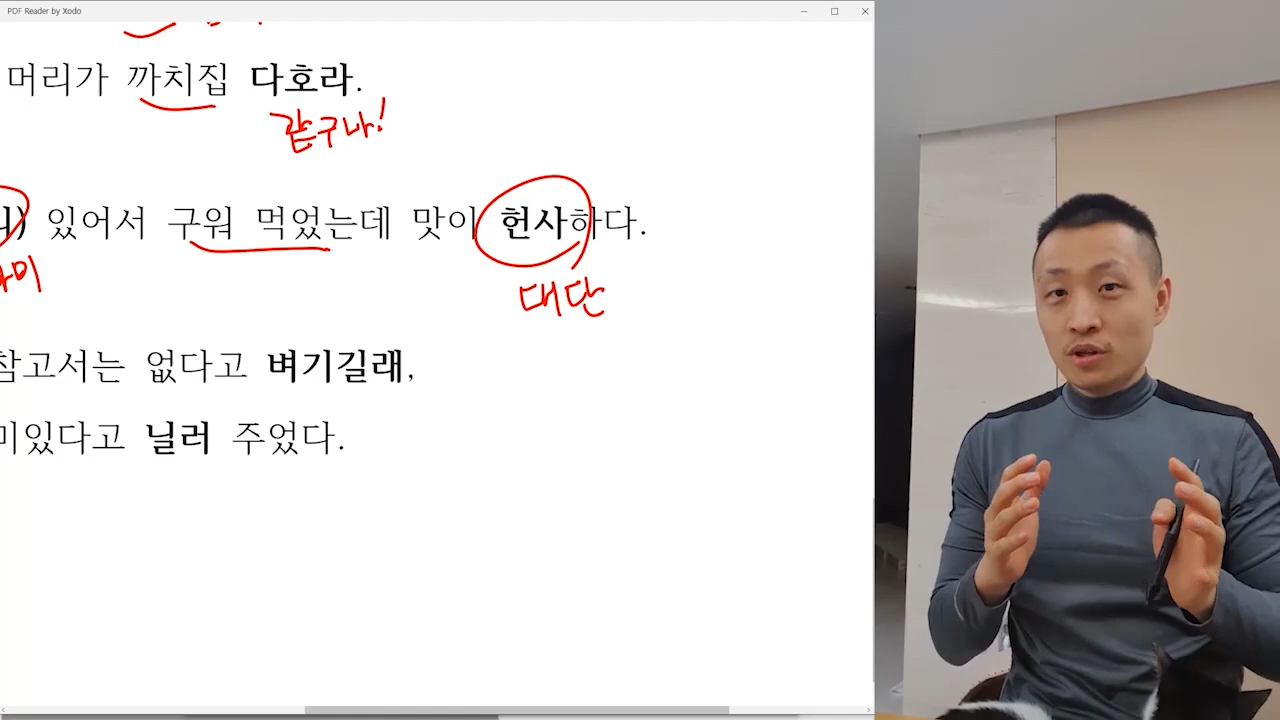 PDF Reader by Xodo
머리가 까치집 다호라.
같구나!
있어서 구워 먹었는데 맛이 헌사하다.
대단
참고서는 없다고 벼기길래,
미있다고 닐러 주었다.